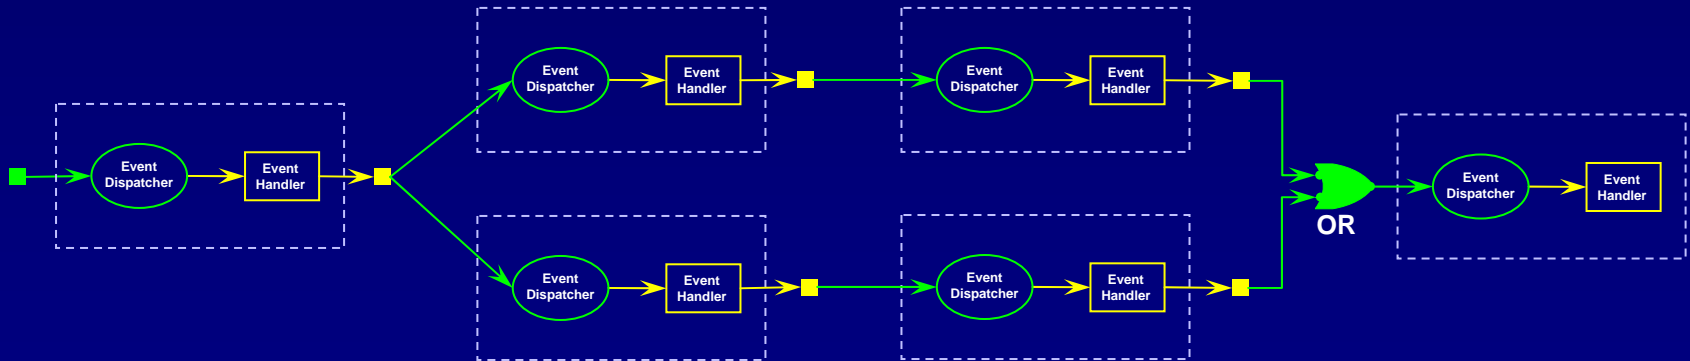 Event
Dispatcher
Event
Handler
Event
Dispatcher
Event
Handler
Event
Dispatcher
Event
Handler
Event
Dispatcher
Event
Handler
Event
Dispatcher
Event
Handler
OR
Event
Dispatcher
Event
Handler